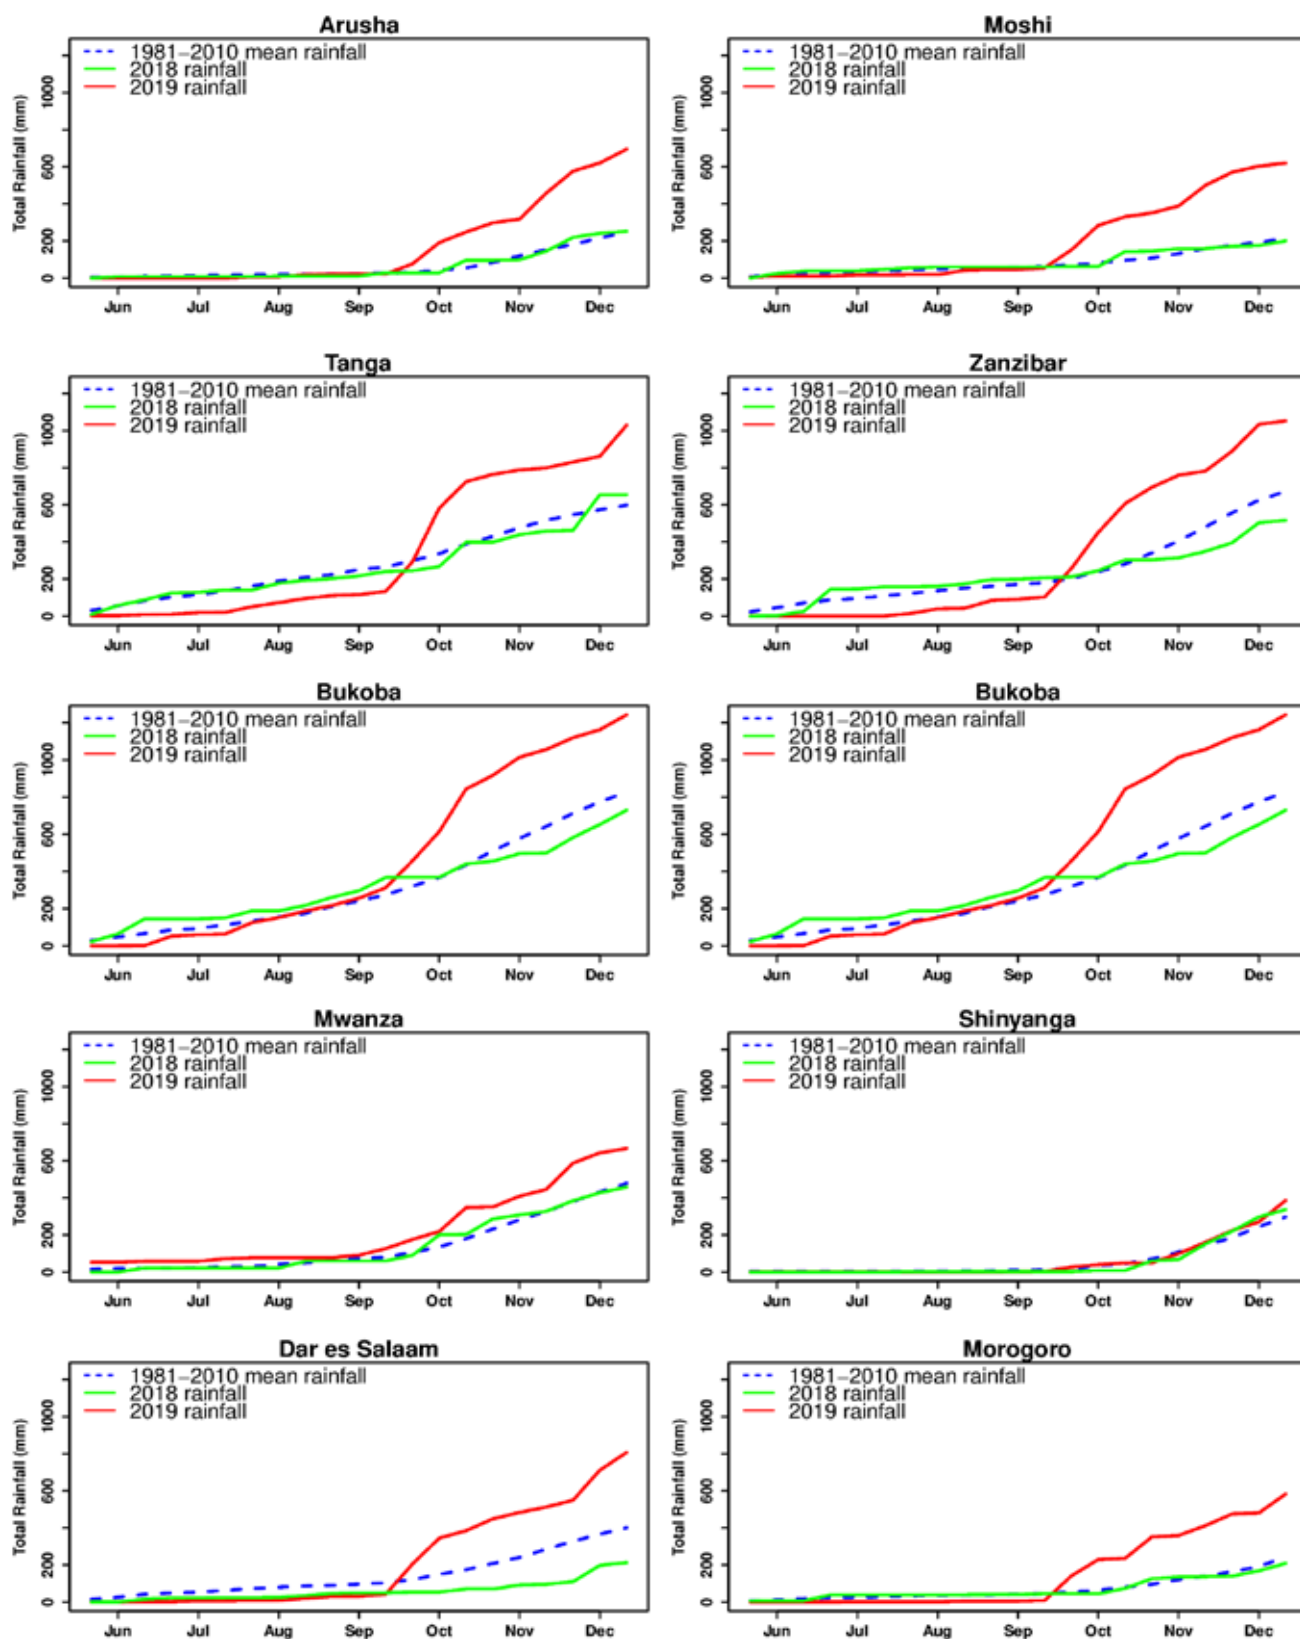 Arusha
1981–2010 mean rainfall
2018 rainfall
2019 rainfall
Total Rainfall (mm)
0 200 600 1000
Jun Jul Aug Sep Oct Nov Dec
Moshi
1981–2010 mean rainfall
2018 rainfall
2019 rainfall
Total Rainfall (mm)
0 200 600 1000
Jun Jul Aug Sep Oct Nov Dec
Tanga
1981–2010 mean rainfall
2018 rainfall
2019 rainfall
Total Rainfall (mm)
0 200 600 1000
Jun Jul Aug Sep Oct Nov Dec
Zanzibar
1981–2010 mean rainfall
2018 rainfall
2019 rainfall
Total Rainfall (mm)
0 200 600 1000
Jun Jul Aug Sep Oct Nov Dec
Bukoba
1981–2010 mean rainfall
2018 rainfall
2019 rainfall
Total Rainfall (mm)
0 200 600 1000
Jun Jul Aug Sep Oct Nov Dec
Bukoba
1981–2010 mean rainfall
2018 rainfall
2019 rainfall
Total Rainfall (mm)
0 200 600 1000
Jun Jul Aug Sep Oct Nov Dec
Mwanza
1981–2010 mean rainfall
2018 rainfall
2019 rainfall
Total Rainfall (mm)
0 200 600 1000
Jun Jul Aug Sep Oct Nov Dec
Shinyanga
1981–2010 mean rainfall
2018 rainfall
2019 rainfall
Total Rainfall (mm)
0 200 600 1000
Jun Jul Aug Sep Oct Nov Dec
Dar es Salaam
1981–2010 mean rainfall
2018 rainfall
2019 rainfall
Total Rainfall (mm)
0 200 600 1000
Jun Jul Aug Sep Oct Nov Dec
Morogoro
1981–2010 mean rainfall
2018 rainfall
2019 rainfall
Total Rainfall (mm)
0 200 600 1000
Jun Jul Aug Sep Oct Nov Dec